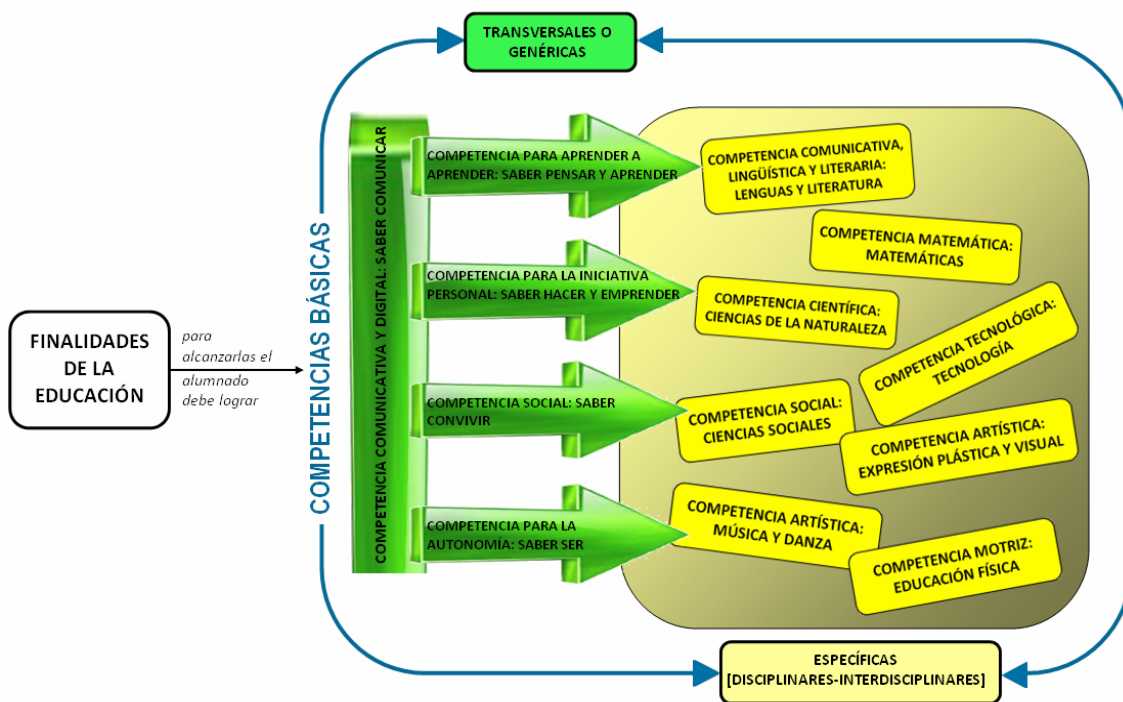 TRANSVERSALES O
GENÉRICAS
FINALIDADES
DE LA
EDUCACIÓN
para
alcanzarlas el
alumnado
debe lograr
COMPETENCIAS BÁSICAS
COMPETENCIA COMUNICATIVA Y DIGITAL: SABER COMUNICAR
COMPETENCIA PARA APRENDER A
APRENDER: SABER PENSAR Y APRENDER
COMPETENCIA PARA LA INICIATIVA
PERSONAL: SABER HACER Y EMPRENDER
COMPETENCIA SOCIAL: SABER
CONVIVIR
COMPETENCIA PARA LA
AUTONOMÍA: SABER SER
COMPETENCIA COMUNICATIVA,
LINGÜÍSTICA Y LITERARIA:
LENGUAS Y LITERATURA
COMPETENCIA MATEMÁTICA:
MATEMÁTICAS
COMPETENCIA CIENTÍFICA:
CIENCIAS DE LA NATURALEZA
COMPETENCIA TECNOLÓGICA:
TECNOLOGÍA
COMPETENCIA SOCIAL:
CIENCIAS SOCIALES
COMPETENCIA ARTÍSTICA:
EXPRESIÓN PLÁSTICA Y VISUAL
COMPETENCIA ARTÍSTICA:
MÚSICA Y DANZA
COMPETENCIA MOTRIZ:
EDUCACIÓN FÍSICA
ESPECÍFICAS
[DISCIPLINARES-INTERDISCIPLINARES]